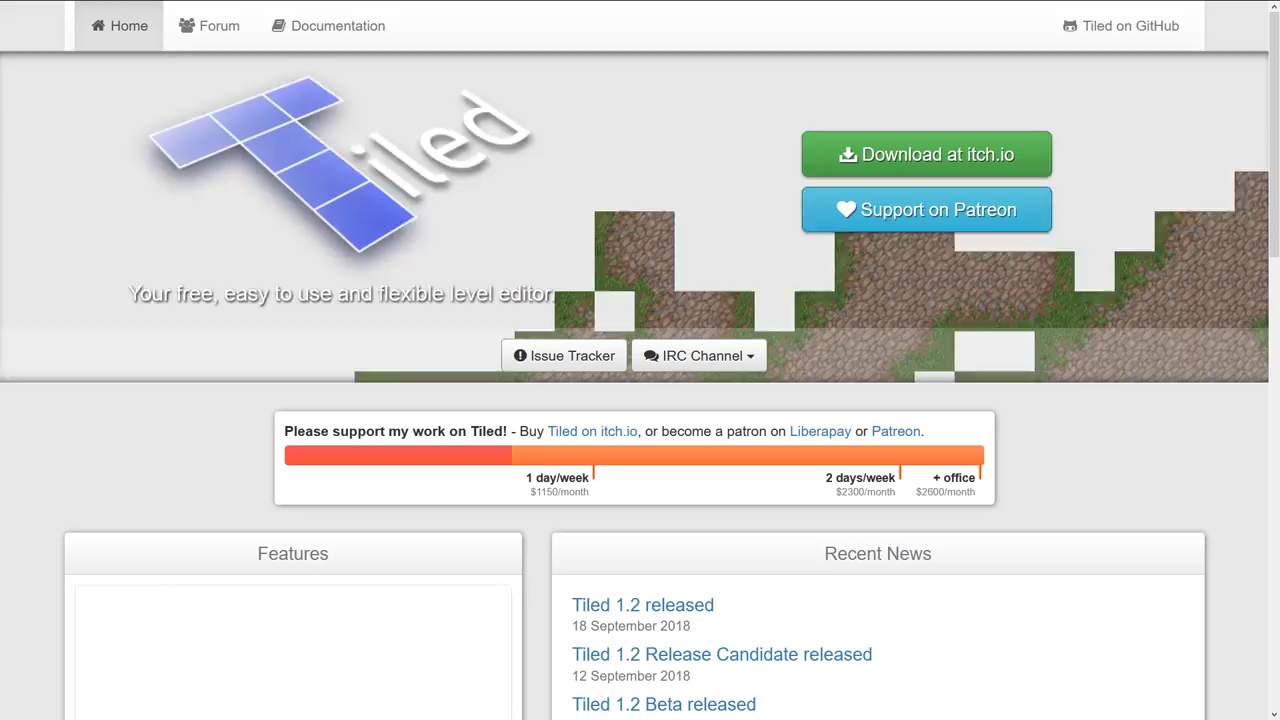 Home
Forum
Documentation
Tiled on GitHub
Tiled
Download at itch.io
Support on Patreon
Your free, easy to use and flexible level editor.
Issue Tracker
IRC Channel
Please support my work on Tiled! - Buy Tiled on itch.io, or become a patron on Liberapay or Patreon.
1 day/week
$1150/month
2 days/week
$2300/month
+ office
$2600/month
Features
Recent News
Tiled 1.2 released
18 September 2018
Tiled 1.2 Release Candidate released
12 September 2018
Tiled 1.2 Beta released